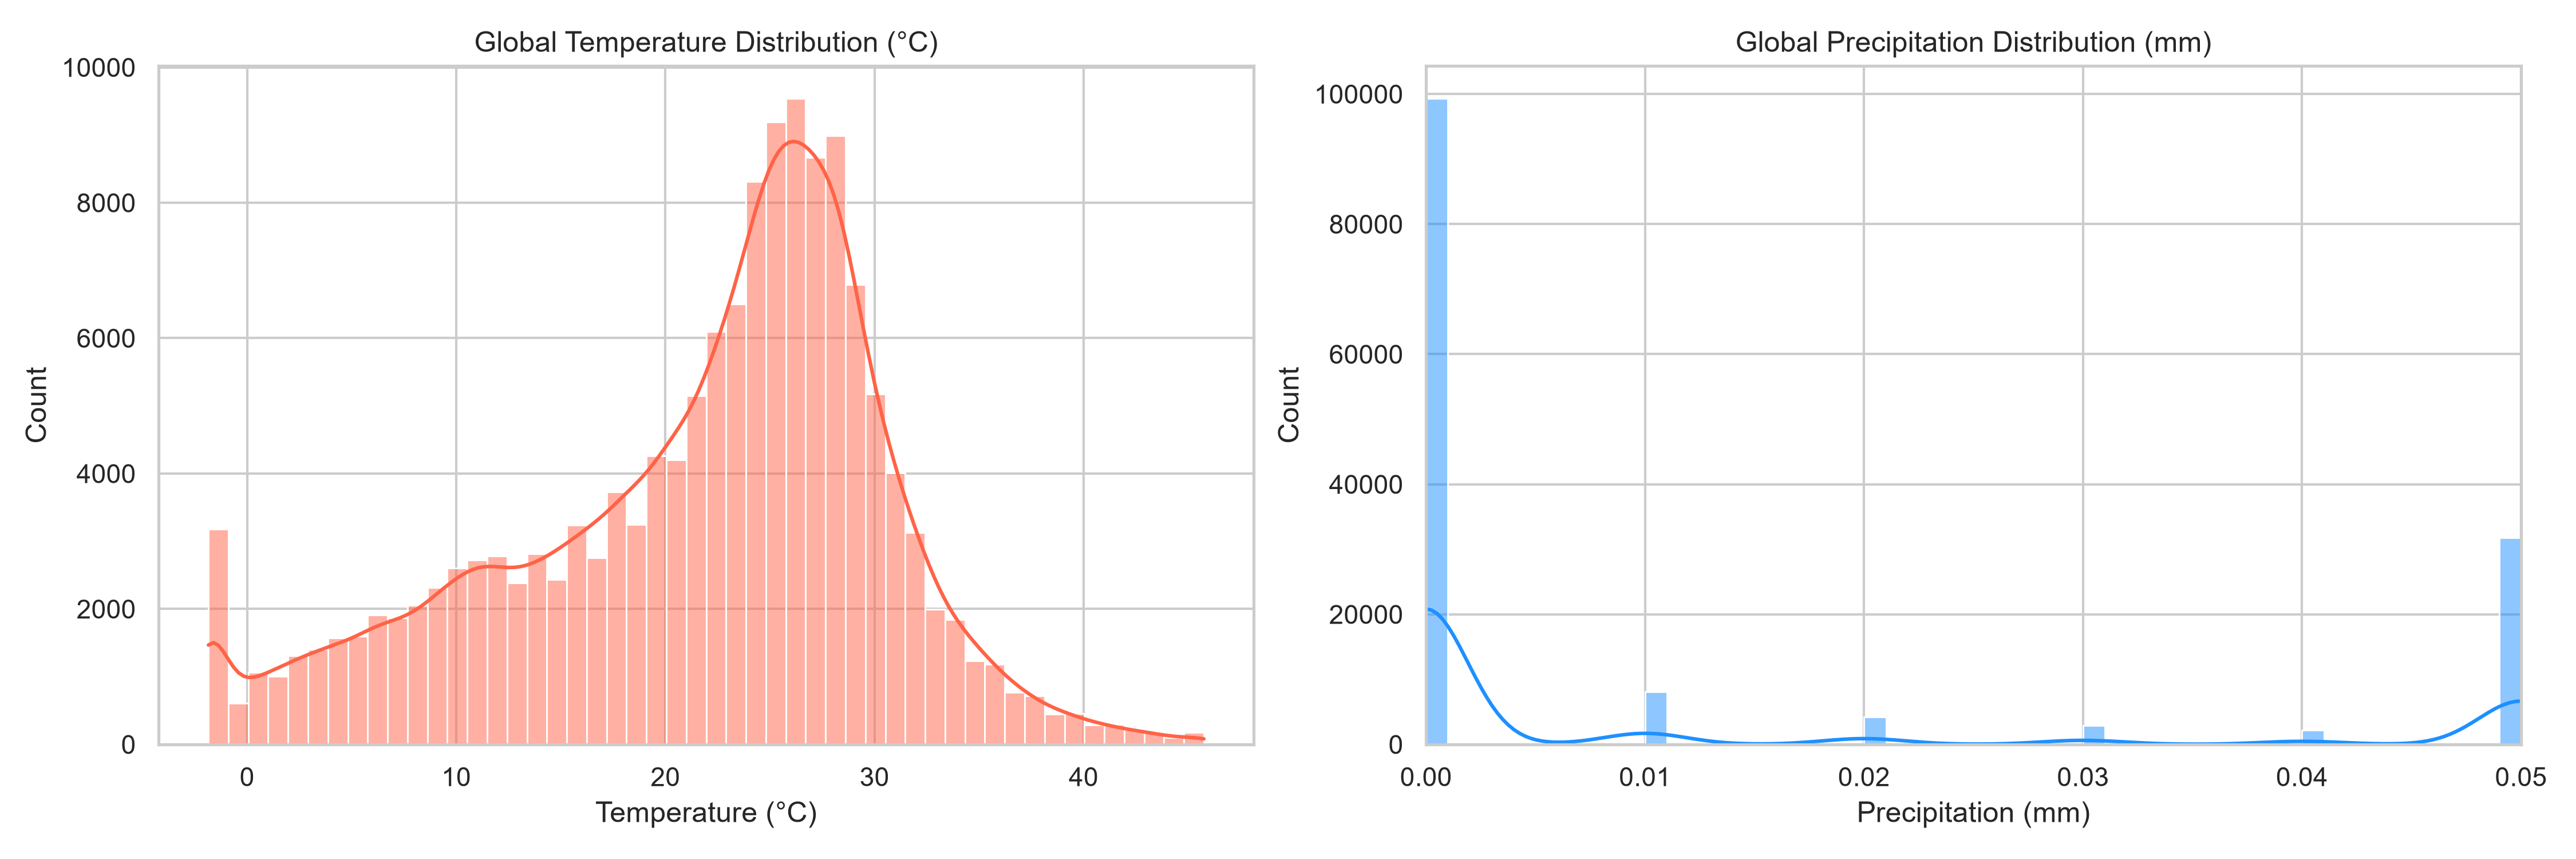 Global Temperature Distribution (°C)
10000
8000
6000
4000
2000
0
Count
0 10 20 30 40
Temperature (°C)
Global Precipitation Distribution (mm)
100000
80000
60000
40000
20000
0
Count
0.00 0.01 0.02 0.03 0.04 0.05
Precipitation (mm)